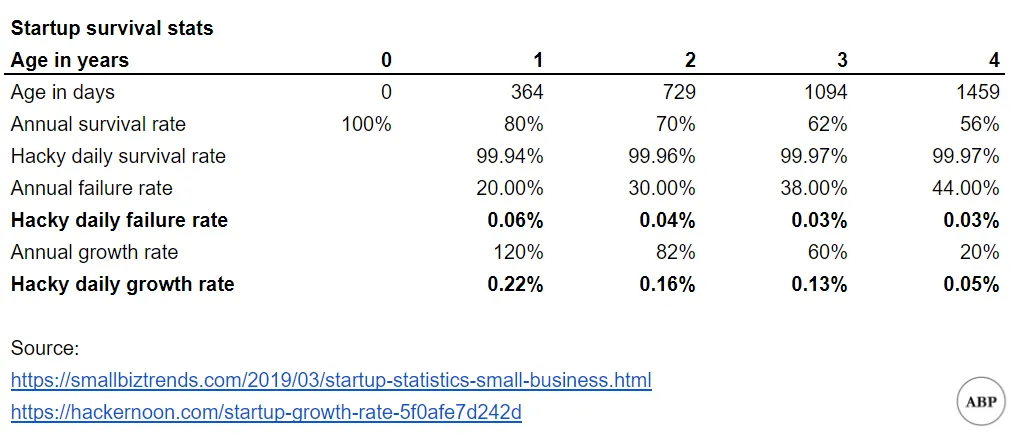 Startup survival stats
Age in years 0 1 2 3 4
Age in days 0 364 729 1094 1459
Annual survival rate 100% 80% 70% 62% 56%
Hacky daily survival rate 99.94% 99.96% 99.97% 99.97%
Annual failure rate 20.00% 30.00% 38.00% 44.00%
Hacky daily failure rate 0.06% 0.04% 0.03% 0.03%
Annual growth rate 120% 82% 60% 20%
Hacky daily growth rate 0.22% 0.16% 0.13% 0.05%
Source:
https://smallbiztrends.com/2019/03/startup-statistics-small-business.html
https://hackernoon.com/startup-growth-rate-5f0afe7d242d
ABP